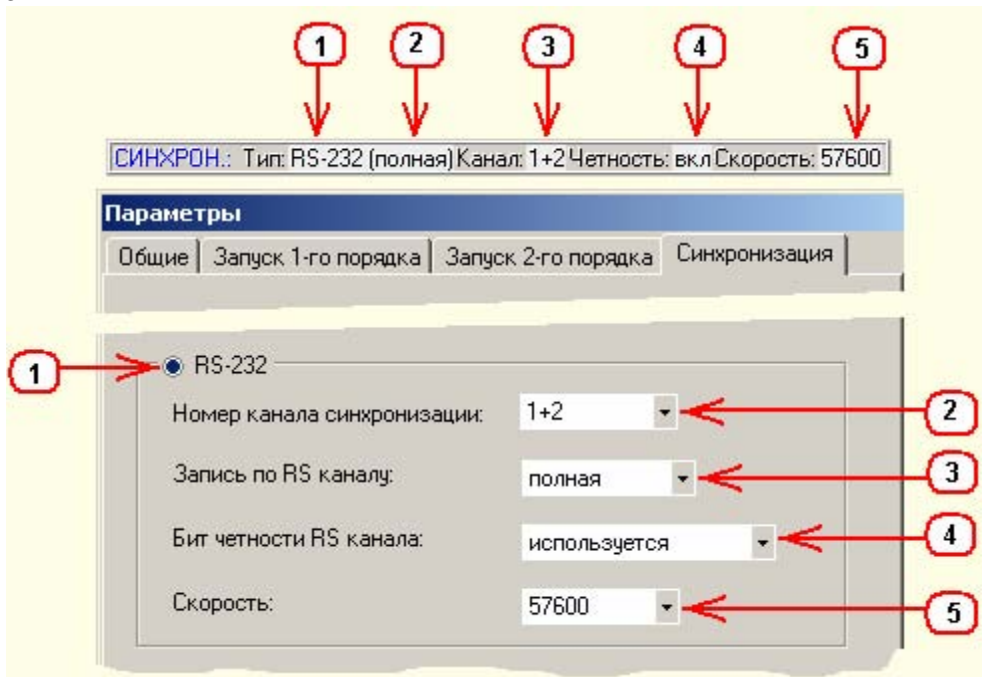 1 2 3 4 5
СИНХРОН.: Тип: RS-232 (полная) Канал: 1+2 Четность: вкл Скорость: 57600
Параметры
Общие Запуск 1-го порядка Запуск 2-го порядка Синхронизация
1 RS-232
Номер канала синхронизации: 1+2 2
Запись по RS каналу: полная 3
Бит четности RS канала: используется 4
Скорость: 57600 5